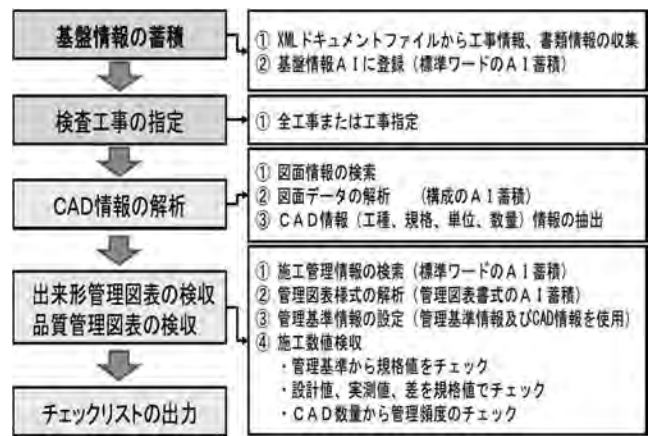 基盤情報の蓄積
① XMLドキュメントファイルから工事情報、書類情報の収集
② 基盤情報AIに登録（標準ワードのAI蓄積）
検査工事の指定
① 全工事または工事指定
CAD情報の解析
① 図面情報の検索
② 図面データの解析　（構成のAI蓄積）
③ CAD情報（工種、規格、単位、数量）情報の抽出
出来形管理図表の検収
品質管理図表の検収
① 施工管理情報の検索（標準ワードのAI蓄積）
② 管理図表様式の解析（管理図表書式のAI蓄積）
③ 管理基準情報の設定（管理基準情報及びCAD情報を使用）
④ 施工数値検収
・管理基準から規格値をチェック
・設計値、実測値、差を規格値でチェック
・CAD数量から管理頻度のチェック
チェックリストの出力